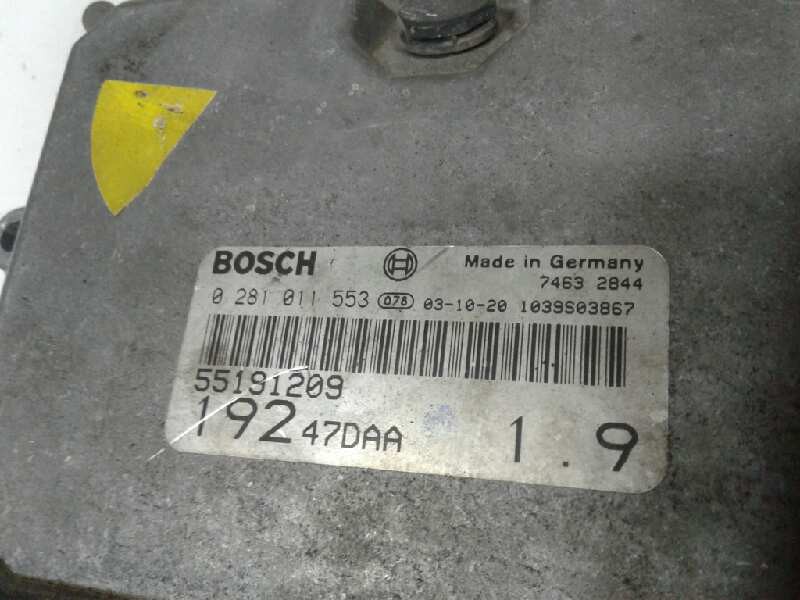 BOSCH Made in Germany
7463 2844
0 281 011 553 078 03-10-20 1039S03867
55191209
192 47DAA 1.9